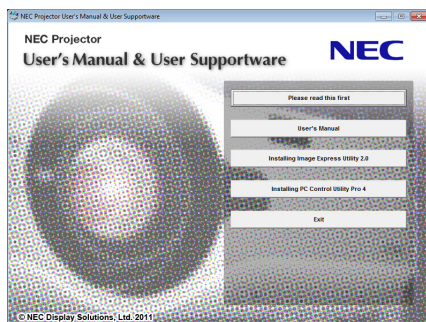 NEC Projector User's Manual & User Supportware
NEC Projector
User's Manual & User Supportware
NEC
Please read this first
User's Manual
Installing Image Express Utility 2.0
Installing PC Control Utility Pro 4
Exit
© NEC Display Solutions, Ltd. 2011